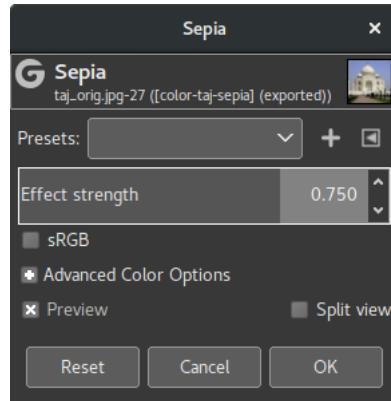 Sepia
Sepia
taj_orig.jpg-27 ([color-taj-sepia] (exported))
Presets:
Effect strength 0.750
sRGB
Advanced Color Options
Preview Split view
Reset Cancel OK